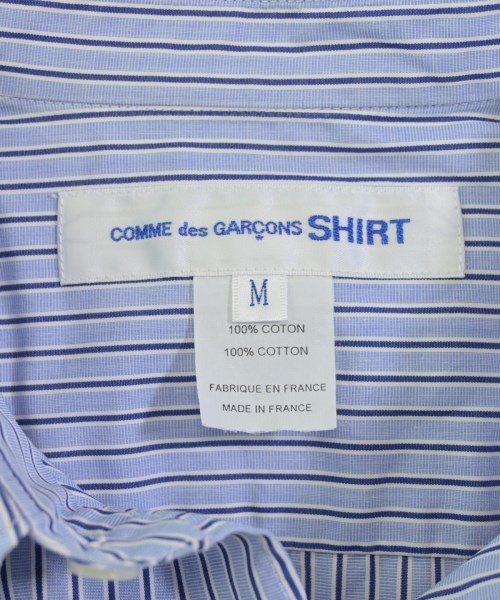 COMME des GARÇONS SHIRT
M
100% COTON
100% COTTON
FABRIQUE EN FRANCE
MADE IN FRANCE